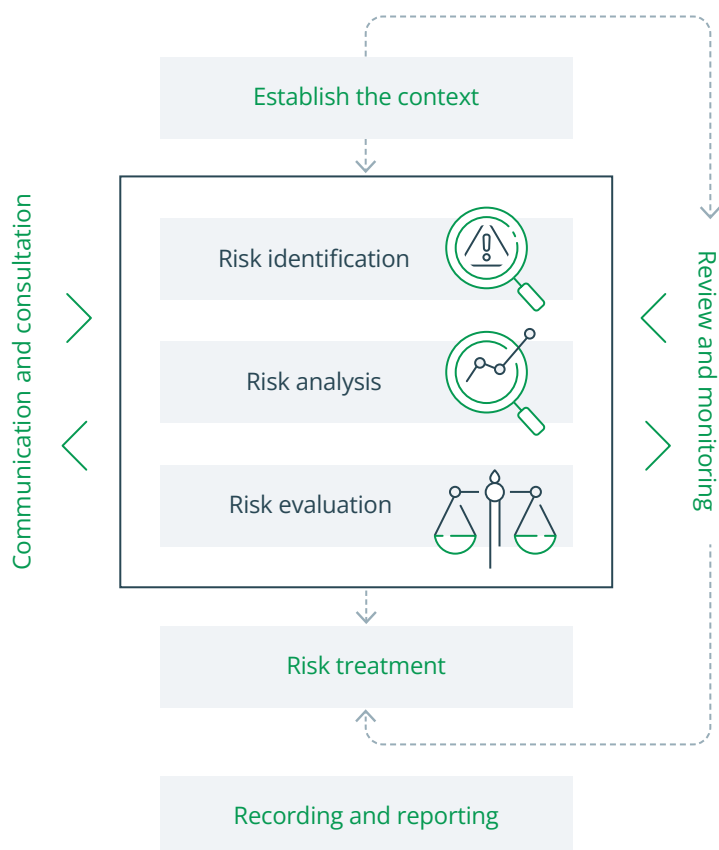 Establish the context
Communication and consultation
Risk identification
Risk analysis
Risk evaluation
Review and monitoring
Risk treatment
Recording and reporting